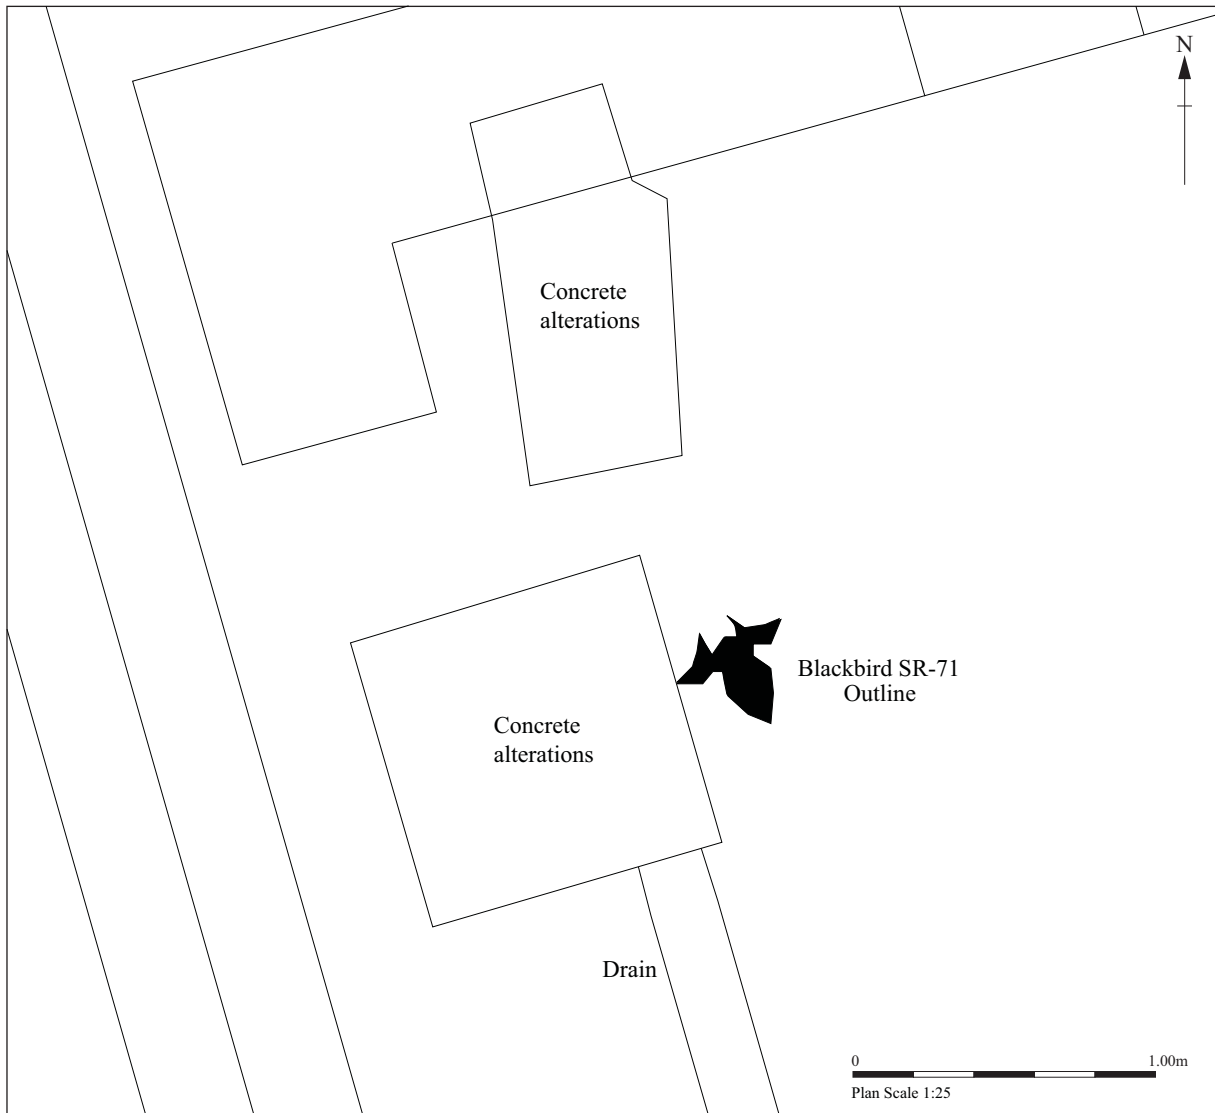 N
Concrete
alterations
Blackbird SR-71
Outline
Concrete
alterations
Drain
0 1.00m
Plan Scale 1:25